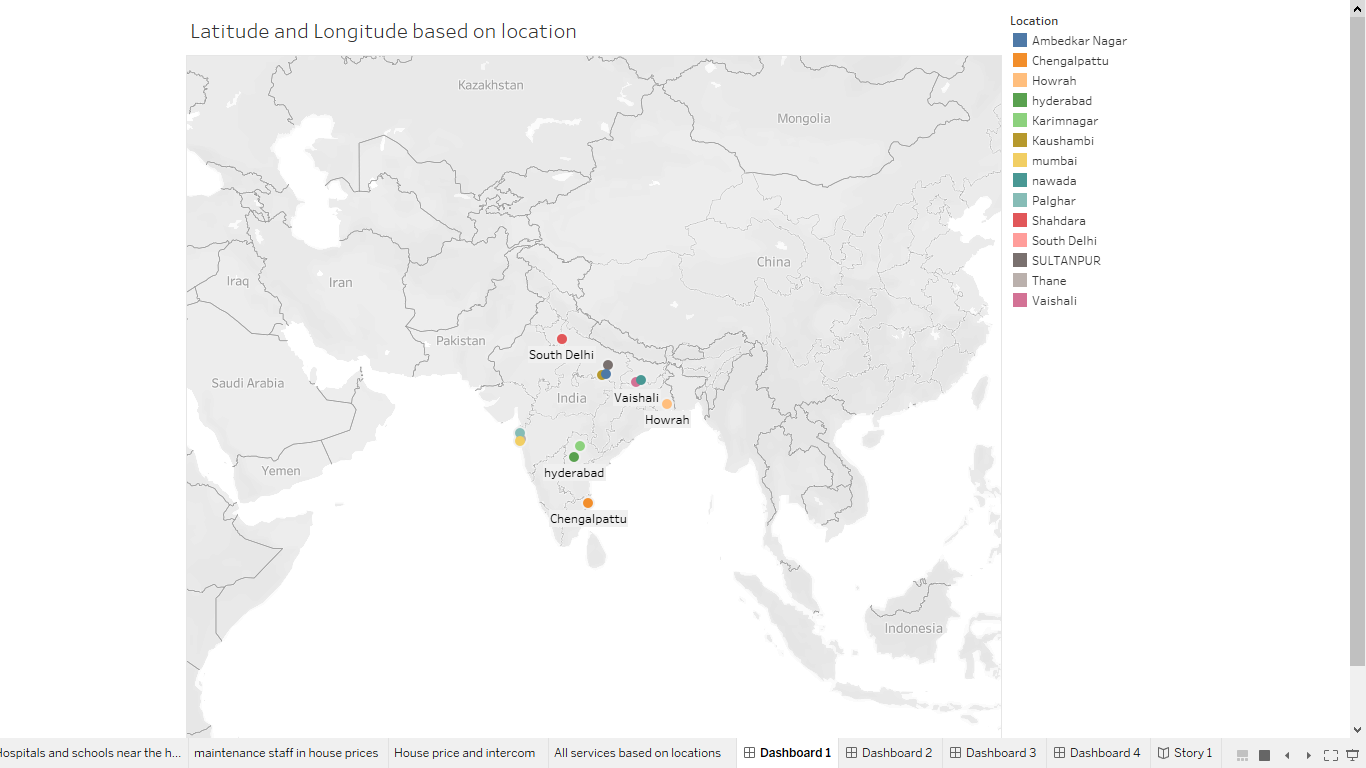 Latitude and Longitude based on location
Location
Ambedkar Nagar
Chengalpattu
Howrah
hyderabad
Karimnagar
Kaushambi
mumbai
nawada
Palghar
Shahdara
South Delhi
SULTANPUR
Thane
Vaishali
Kazakhstan
Mongolia
China
Iraq
Iran
Pakistan
South Delhi
Saudi Arabia
India
Vaishali
Howrah
Yemen
hyderabad
Chengalpattu
Indonesia
Hospitals and schools near the h...
maintenance staff in house prices
House price and intercom
All services based on locations
Dashboard 1
Dashboard 2
Dashboard 3
Dashboard 4
Story 1